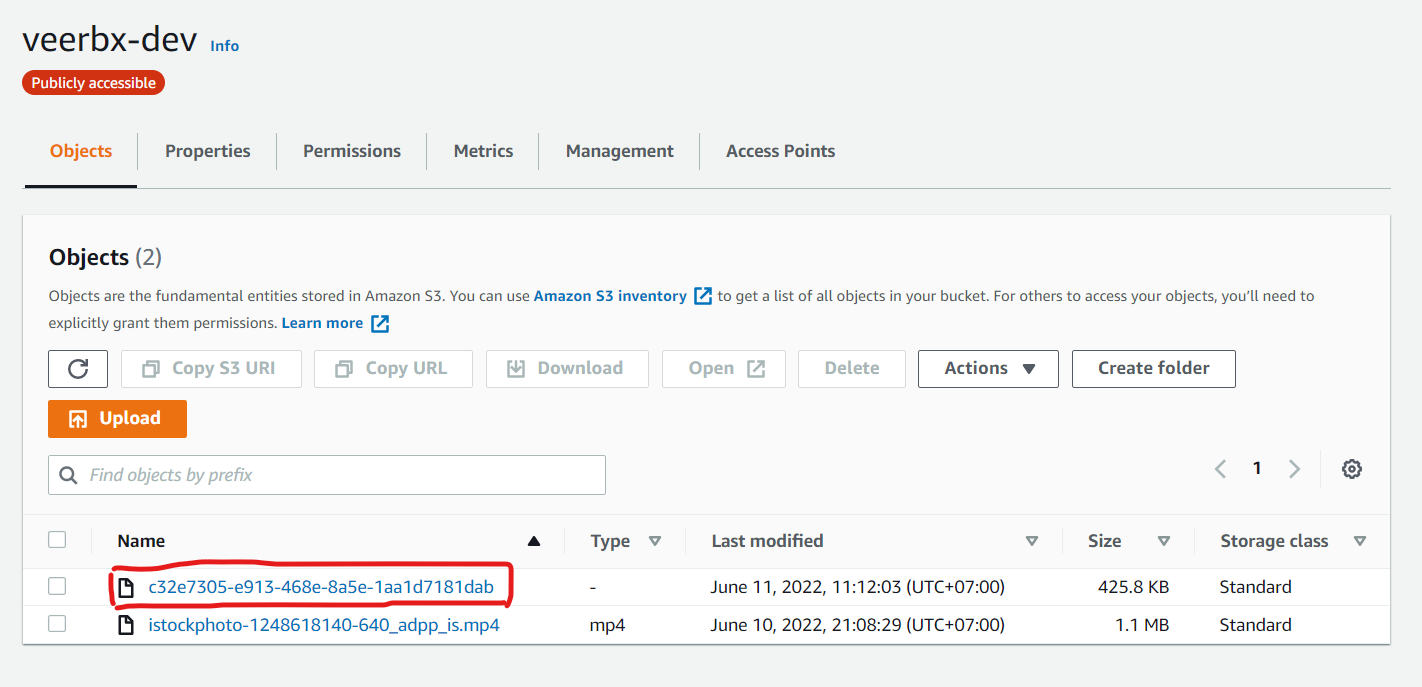 veerbx-dev Info
Publicly accessible
Objects Properties Permissions Metrics Management Access Points
Objects (2)
Objects are the fundamental entities stored in Amazon S3. You can use Amazon S3 inventory to get a list of all objects in your bucket. For others to access your objects, you'll need to
explicitly grant them permissions. Learn more
Copy S3 URI Copy URL Download Open Delete Actions Create folder
Upload
Find objects by prefix 1
Name Type Last modified Size Storage class
c32e7305-e913-468e-8a5e-1aa1d7181dab - June 11, 2022, 11:12:03 (UTC+07:00) 425.8 KB Standard
istockphoto-1248618140-640_adpp_is.mp4 mp4 June 10, 2022, 21:08:29 (UTC+07:00) 1.1 MB Standard